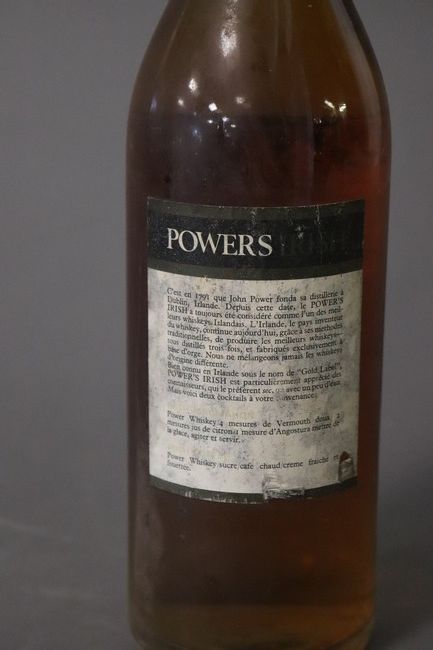 POWERS
C'est en 1791 que John Power fonda sa distillerie à
Dublin, Irlande. Depuis cette date, le POWER'S
IRISH a toujours été considéré comme l'un des meil-
leurs whiskeys Irlandais. L'Irlande, le pays inventeur
du whiskey, continue aujourd'hui, grâce à ses methodes
traditionnelles, de produire les meilleurs whiskeys—
tous distillés trois fois, et fabriqués exclusivement à
base d'orge. Nous ne mélangeons jamais les whiskeys
d'origine différente.
Bien connu en Irlande sous le nom de "Gold Label",
POWER'S IRISH est particulièrement apprécié des
connaisseurs, qui le préfèrent sec, ou avec un peu d'eau.
Mais voici deux cocktails à votre convenance.
Power Whiskey 4 mesures de Vermouth doux 2
mesures jus de citron 1 mesure d'Angostura mettre de
la glace, agiter et servir.
Power Whiskey/sucre/café chaud/creme fraiche et
fouettée.